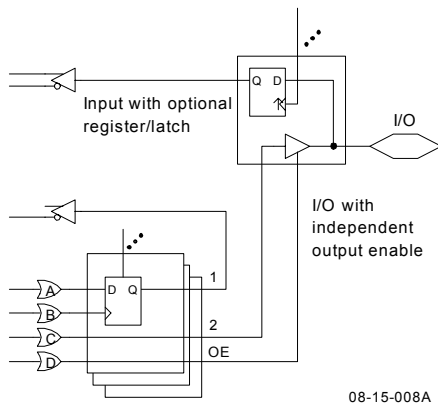 Q D
Input with optional
register/latch
I/O
I/O with
independent
output enable
A
D Q
1
B
C
2
D
OE
08-15-008A